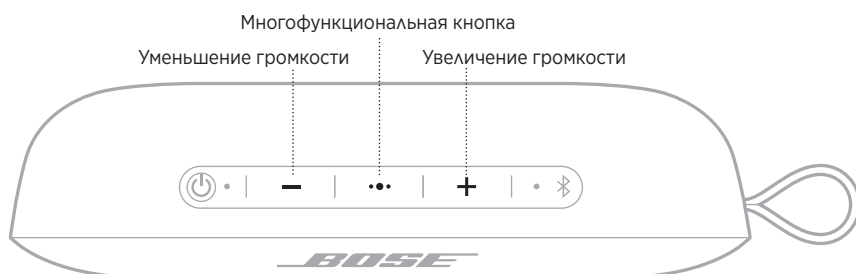 Многофункциональная кнопка
Уменьшение громкости
Увеличение громкости
BOSE